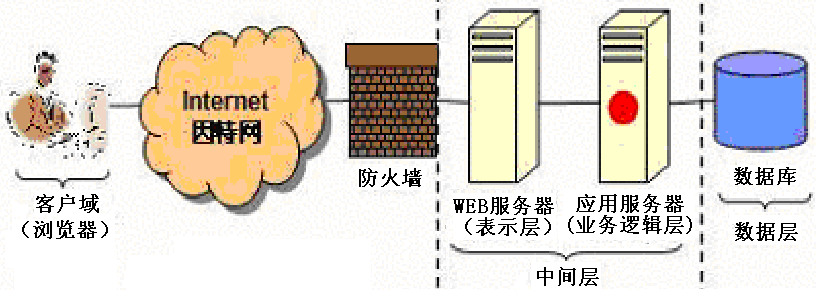 Internet
因特网
防火墙
客户域
（浏览器）
WEB服务器
（表示层）
应用服务器
(业务逻辑层)
中间层
数据库
数据层